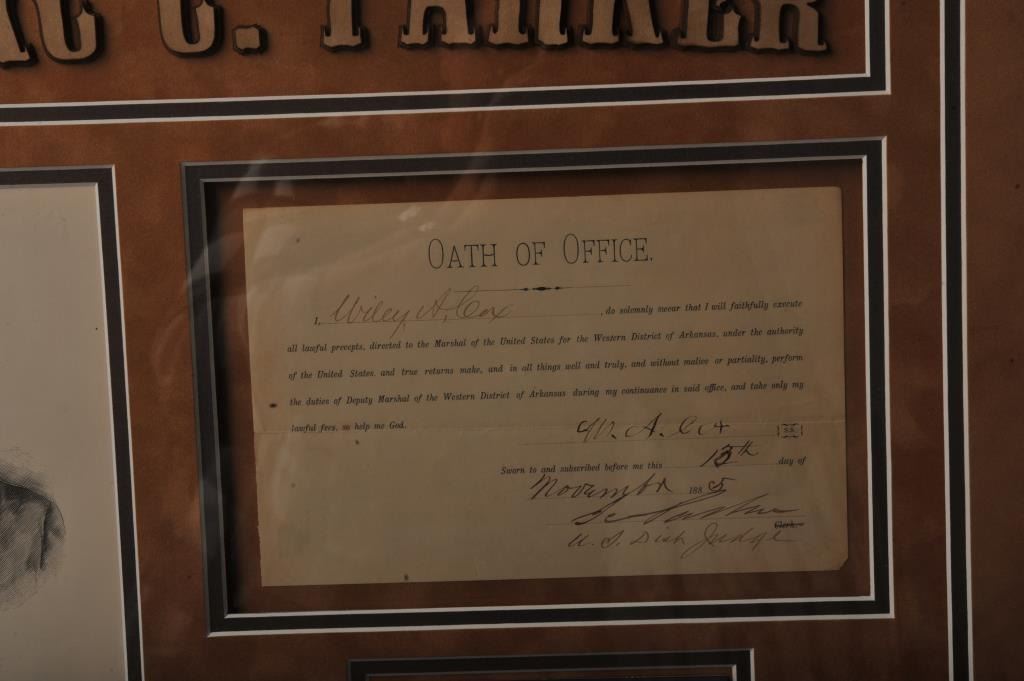 C. PARKER
OATH OF OFFICE.
I, Wiley A. Cox, do solemnly swear that I will faithfully execute
all lawful precepts, directed to the Marshal of the United States for the Western District of Arkansas, under the authority
of the United States, and true returns make, and in all things well and truly, and without malice or partiality, perform
the duties of Deputy Marshal of the Western District of Arkansas during my continuance in said office, and take only my
lawful fees, so help me God.
W. A. Cox [S.S.]
Sworn to and subscribed before me this 13th day of
November 1885
Parker Clerk.
U. S. Dist Judge